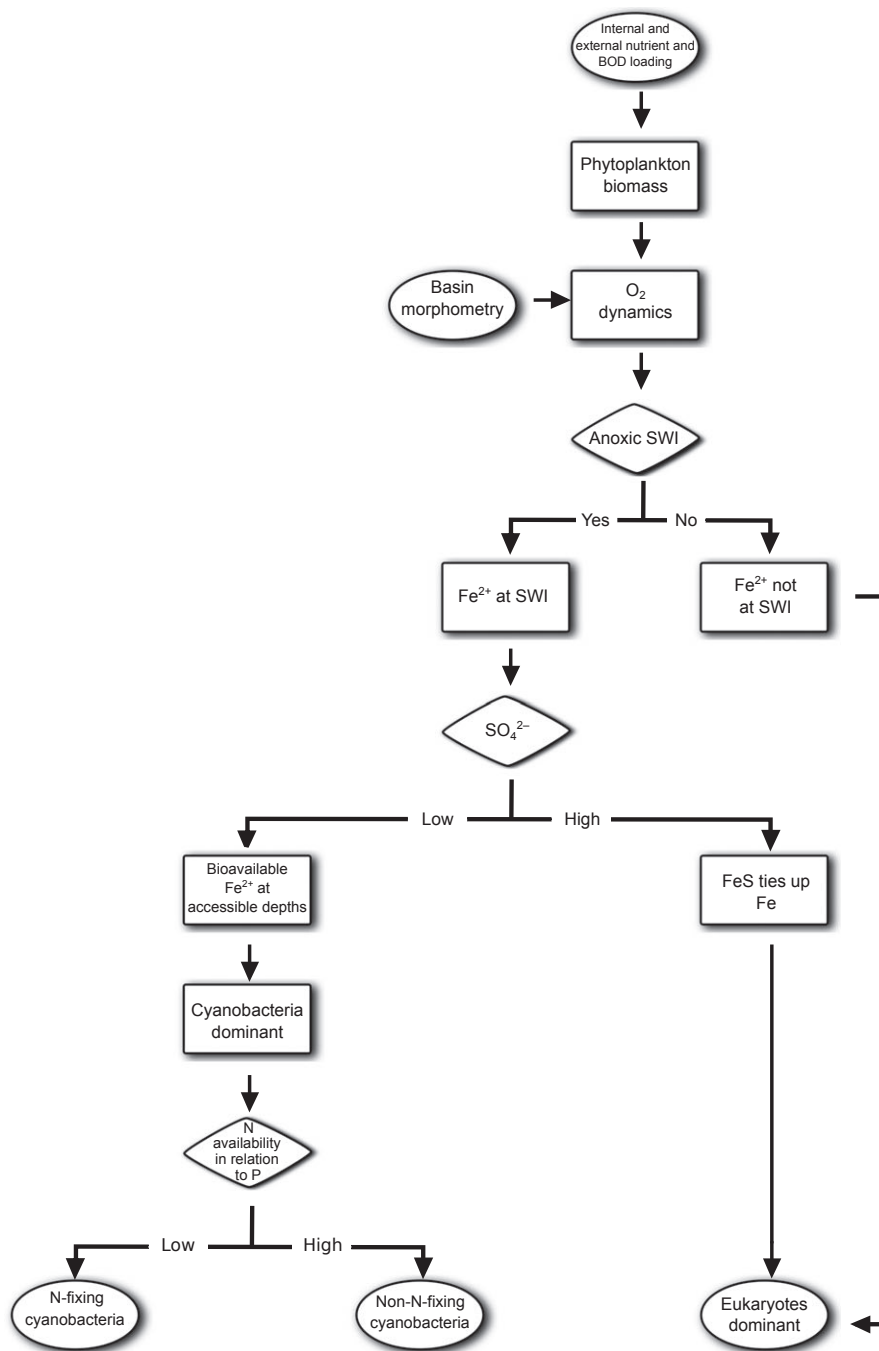 Internal and
external nutrient and
BOD loading
Phytoplankton
biomass
Basin
morphometry
O₂
dynamics
Anoxic SWI
Yes
No
Fe²⁺ at SWI
Fe²⁺ not
at SWI
SO₄²⁻
Low
High
Bioavailable
Fe²⁺ at
accessible depths
FeS ties up
Fe
Cyanobacteria
dominant
N
availability
in relation
to P
Low
High
N-fixing
cyanobacteria
Non-N-fixing
cyanobacteria
Eukaryotes
dominant